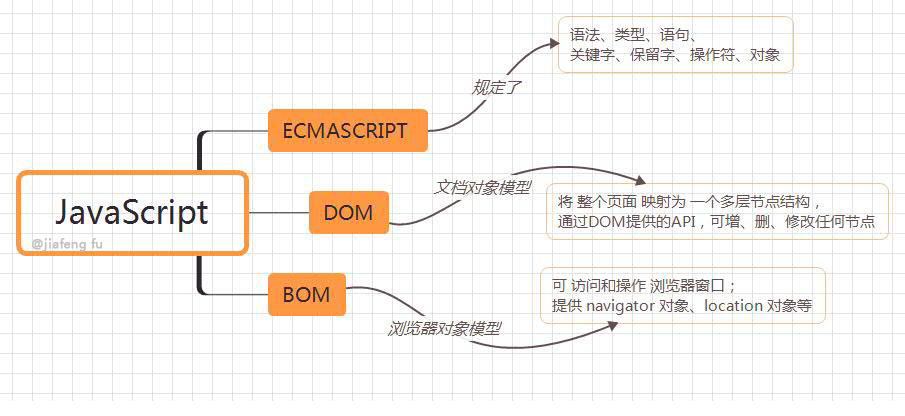 语法、类型、语句、
关键字、保留字、操作符、对象
规定了
ECMASCRIPT
文档对象模型
JavaScript
DOM
将 整个页面 映射为 一个多层节点结构，
通过DOM提供的API，可增、删、修改任何节点
@jiafeng fu
BOM
可 访问和操作 浏览器窗口；
提供 navigator 对象、location 对象等
浏览器对象模型